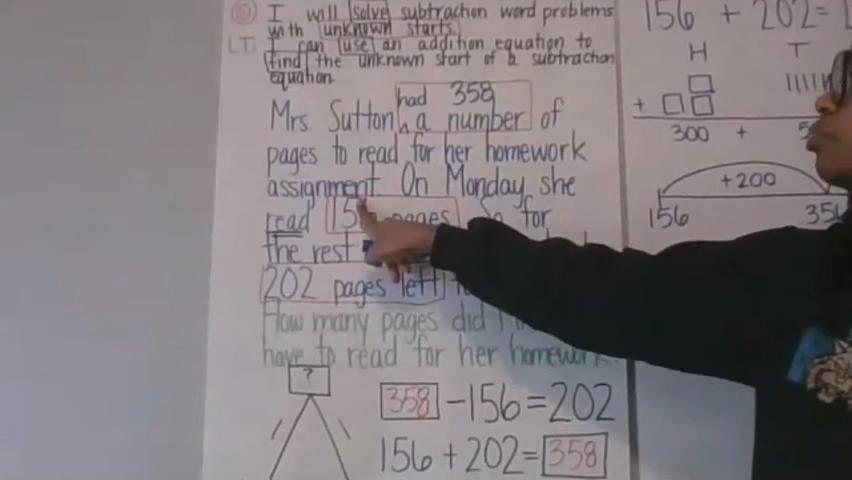 I will solve subtraction word problems
with unknown starts.
LT: I can use an addition equation to
find the unknown start of a subtraction
equation.
had 358
Mrs Sutton a number of
pages to read for her homework
assignment On Monday she
read pages So for
the rest
202 pages left
How many pages did
have to read for her homework.
?
358 -156=202
156+202= 358
156 + 202=
H T
+
300 +
+200
156